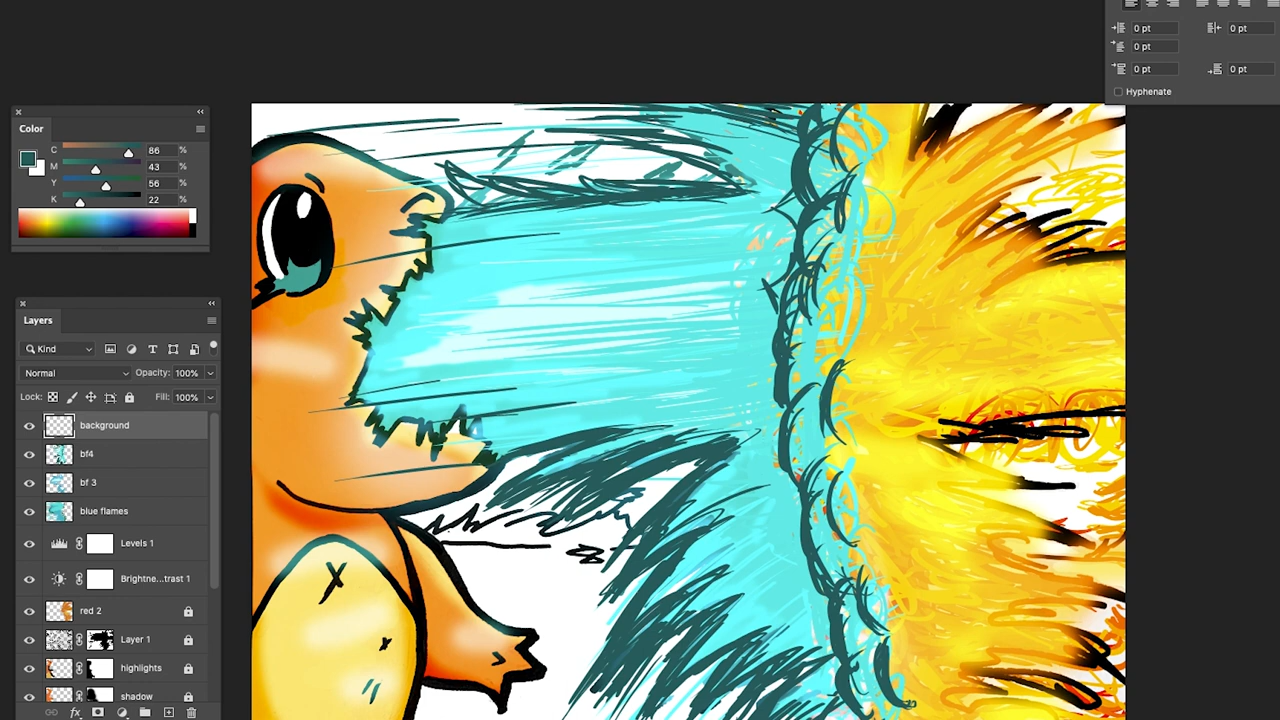 0 pt 0 pt
0 pt
0 pt 0 pt
Hyphenate
Color
C 86 %
M 43 %
Y 56 %
K 22 %
Layers
Kind
Normal Opacity: 100%
Lock: Fill: 100%
background
bf4
bf 3
blue flames
Levels 1
Brightne...trast 1
red 2
Layer 1
highlights
shadow
fx